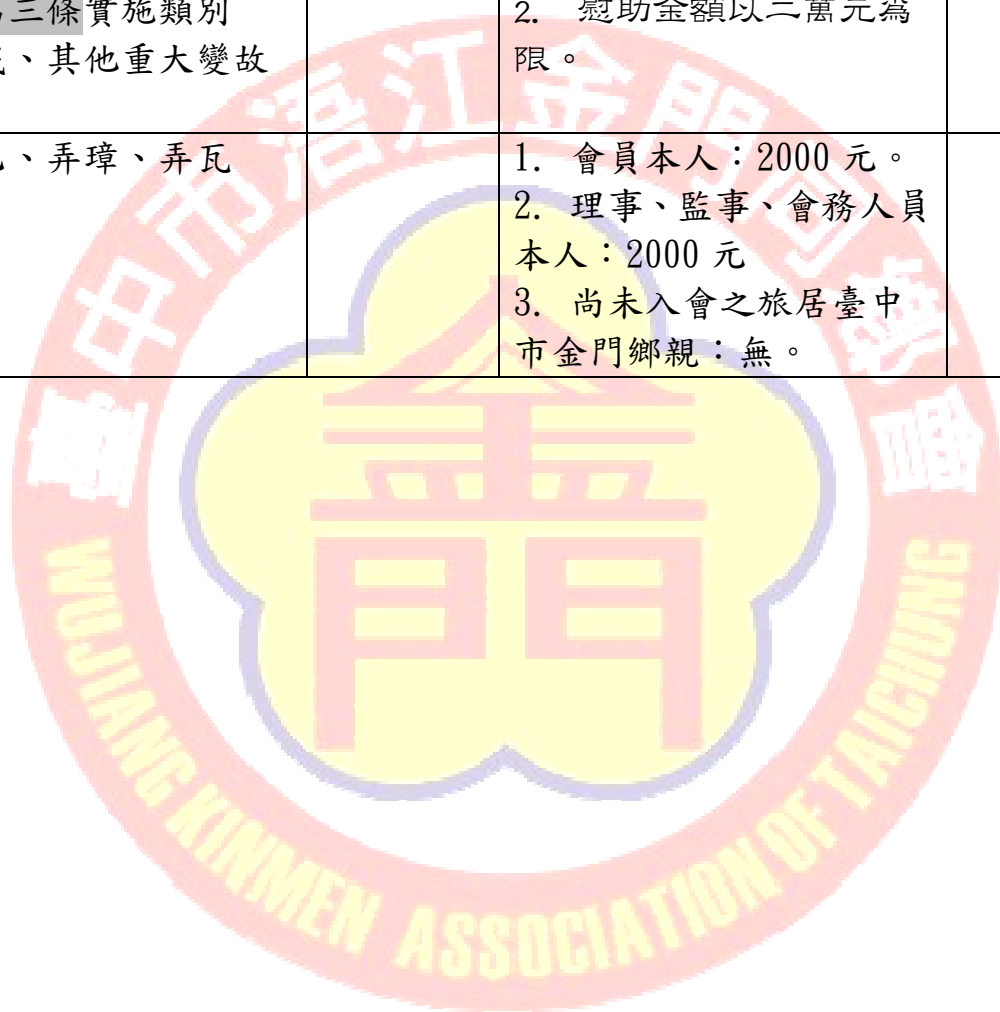 三條實施類別
、其他重大變故
2. 慰助金額以二萬元為
限。
、弄璋、弄瓦
1. 會員本人：2000 元。
2. 理事、監事、會務人員
本人：2000 元
3. 尚未入會之旅居臺中
市金門鄉親：無。
臺中市浯江金門同鄉會
金門
WUJIANG KINMEN ASSOCIATION OF TAICHUNG